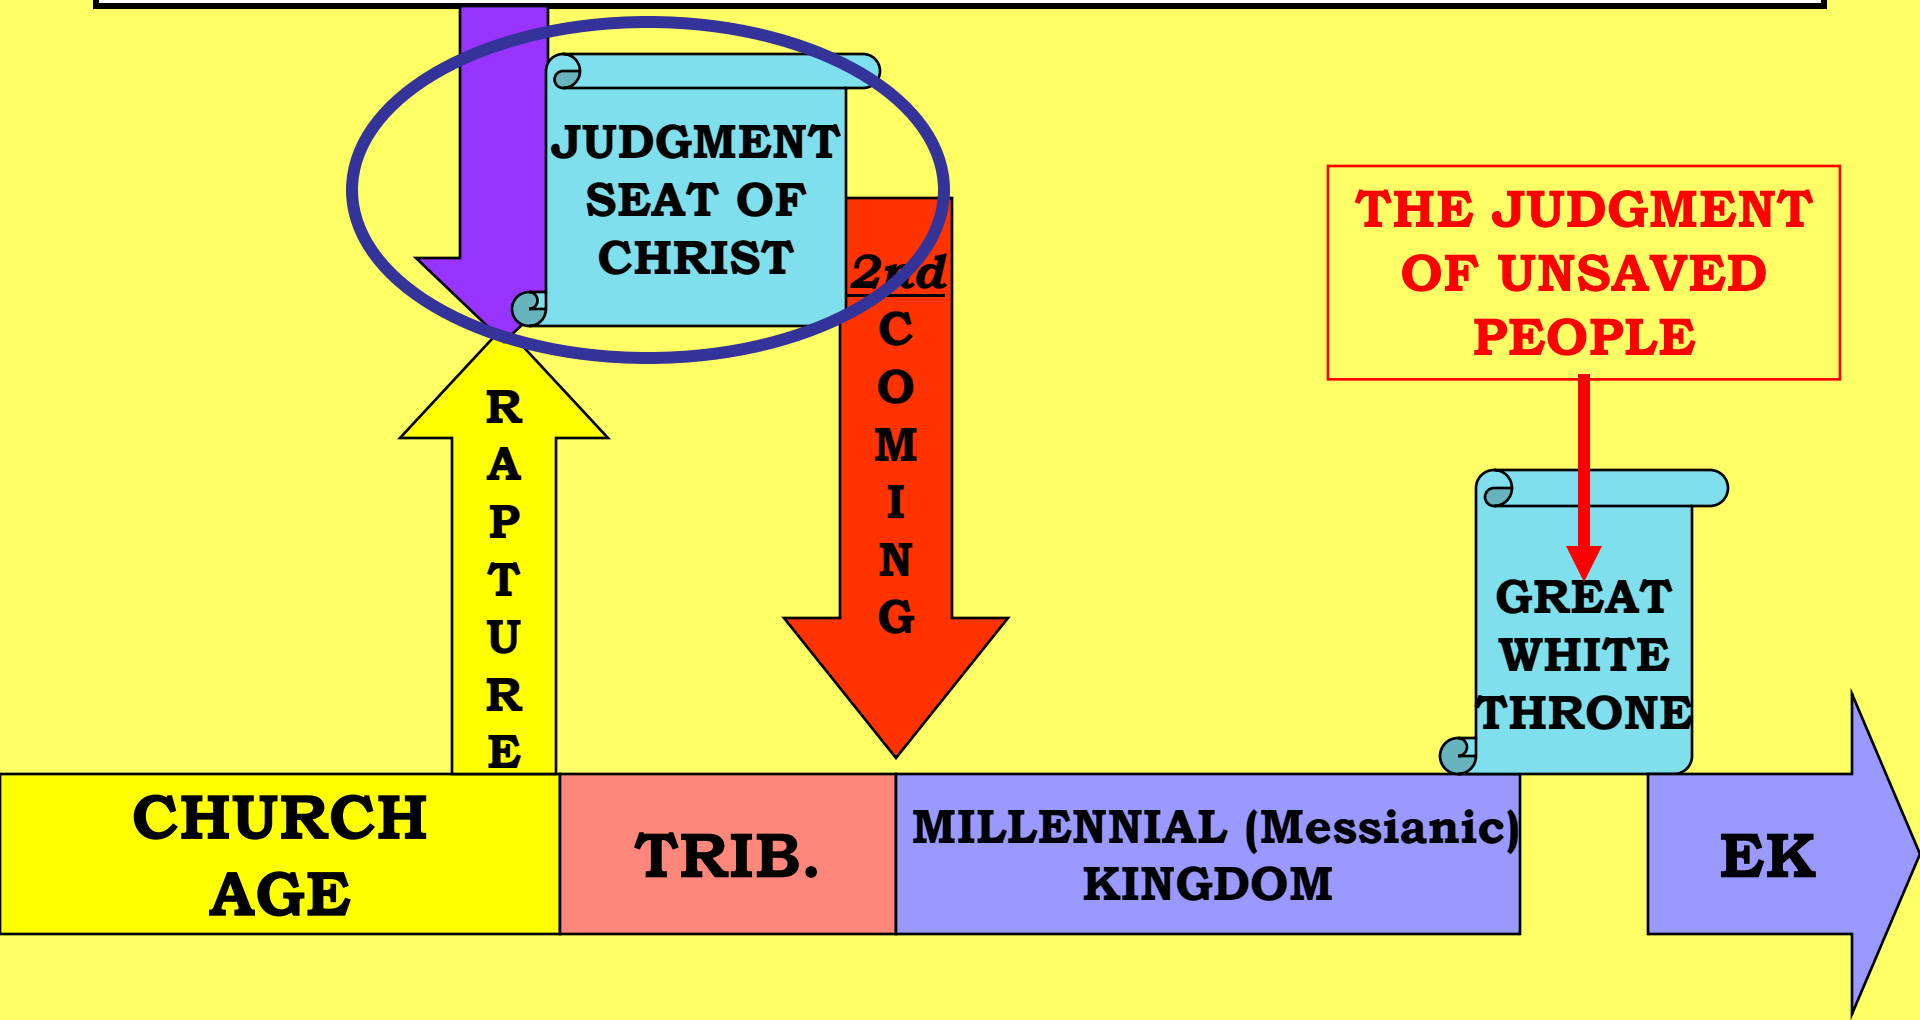 JUDGMENT
SEAT OF
CHRIST
2nd
C
O
M
I
N
G
THE JUDGMENT
OF UNSAVED
PEOPLE
R
A
P
T
U
R
E
GREAT
WHITE
THRONE
CHURCH
AGE
TRIB.
MILLENNIAL (Messianic)
KINGDOM
EK